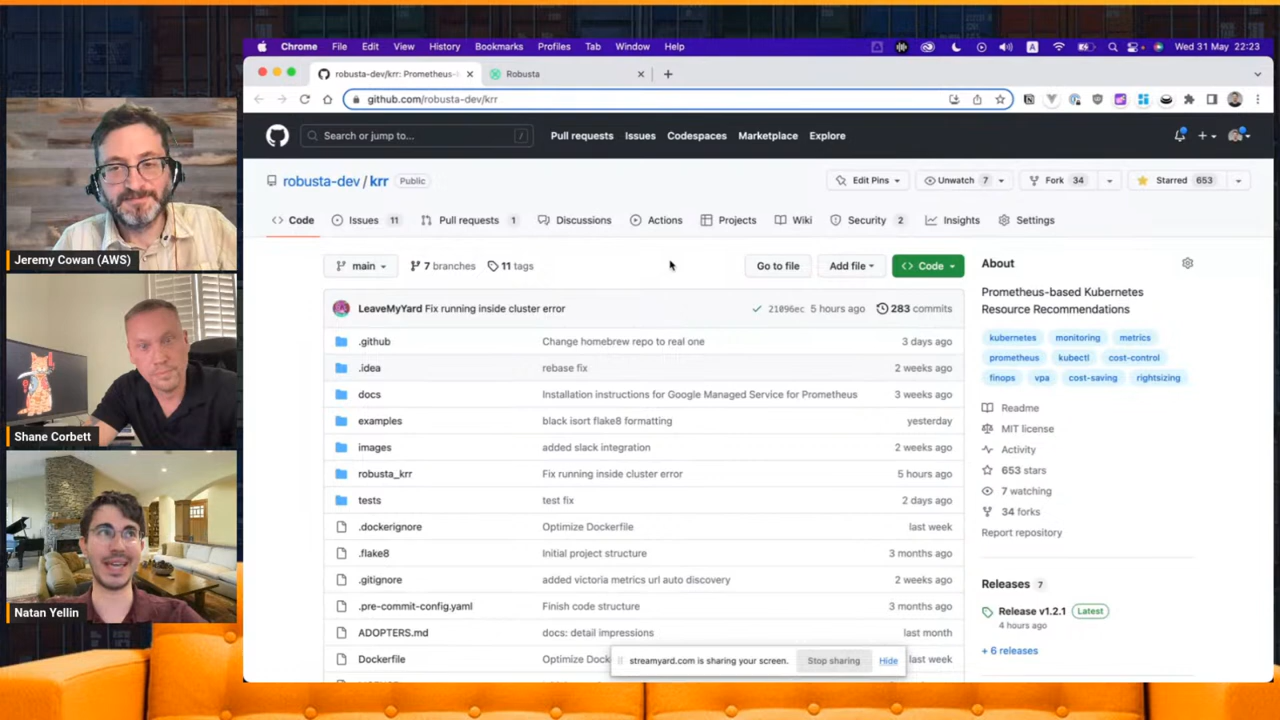 Chrome File Edit View History Bookmarks Profiles Tab Window Help
A
Wed 31 May 22:23
robusta-dev/krr: Prometheus-
Robusta
github.com/robusta-dev/krr
Search or jump to... /
Pull requests Issues Codespaces Marketplace Explore
robusta-dev / krr Public
Edit Pins
Unwatch 7
Fork 34
Starred 653
Code
Issues 11
Pull requests 1
Discussions
Actions
Projects
Wiki
Security 2
Insights
Settings
main
7 branches
11 tags
Go to file
Add file
Code
LeaveMyYard Fix running inside cluster error 21096ec 5 hours ago 283 commits
.github Change homebrew repo to real one 3 days ago
.idea rebase fix 2 weeks ago
docs Installation instructions for Google Managed Service for Prometheus 3 weeks ago
examples black isort flake8 formatting yesterday
images added slack integration 2 weeks ago
robusta_krr Fix running inside cluster error 5 hours ago
tests test fix 2 days ago
.dockerignore Optimize Dockerfile last week
.flake8 Initial project structure 3 months ago
.gitignore added victoria metrics url auto discovery 2 weeks ago
.pre-commit-config.yaml Finish code structure 3 months ago
ADOPTERS.md docs: detail impressions last month
Dockerfile Optimize Dock last week
About
Prometheus-based Kubernetes
Resource Recommendations
kubernetes monitoring metrics
prometheus kubectl cost-control
finops vpa cost-saving rightsizing
Readme
MIT license
Activity
653 stars
7 watching
34 forks
Report repository
Releases 7
Release v1.2.1 Latest
4 hours ago
+ 6 releases
streamyard.com is sharing your screen. Stop sharing Hide
Jeremy Cowan (AWS)
Shane Corbett
Natan Yellin